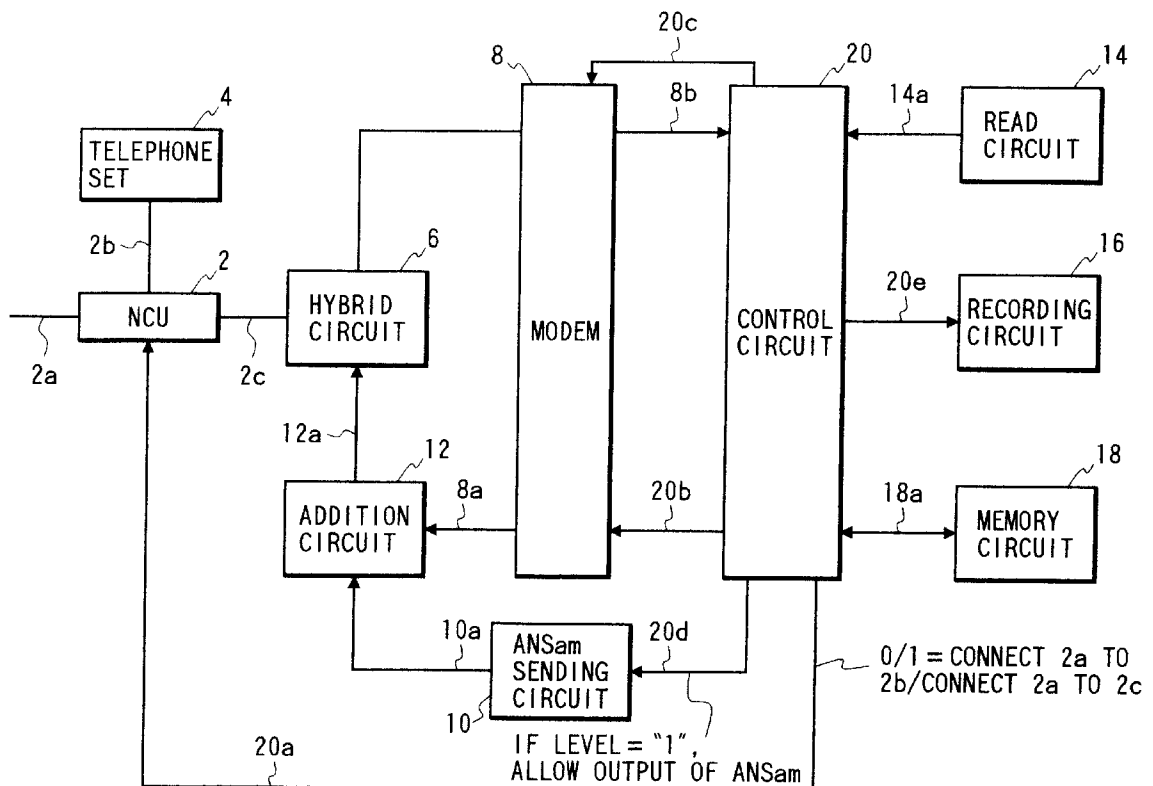 20c
8
20
14
4
8b
14a
READ
CIRCUIT
TELEPHONE
SET
2b
2
6
16
NCU
HYBRID
CIRCUIT
20e
RECORDING
CIRCUIT
MODEM
CONTROL
CIRCUIT
2a
2c
12a
12
18
8a
20b
18a
ADDITION
CIRCUIT
MEMORY
CIRCUIT
10a
ANSam
SENDING
CIRCUIT
20d
10
0/1 = CONNECT 2a TO
2b/CONNECT 2a TO 2c
IF LEVEL = "1",
ALLOW OUTPUT OF ANSam
20a